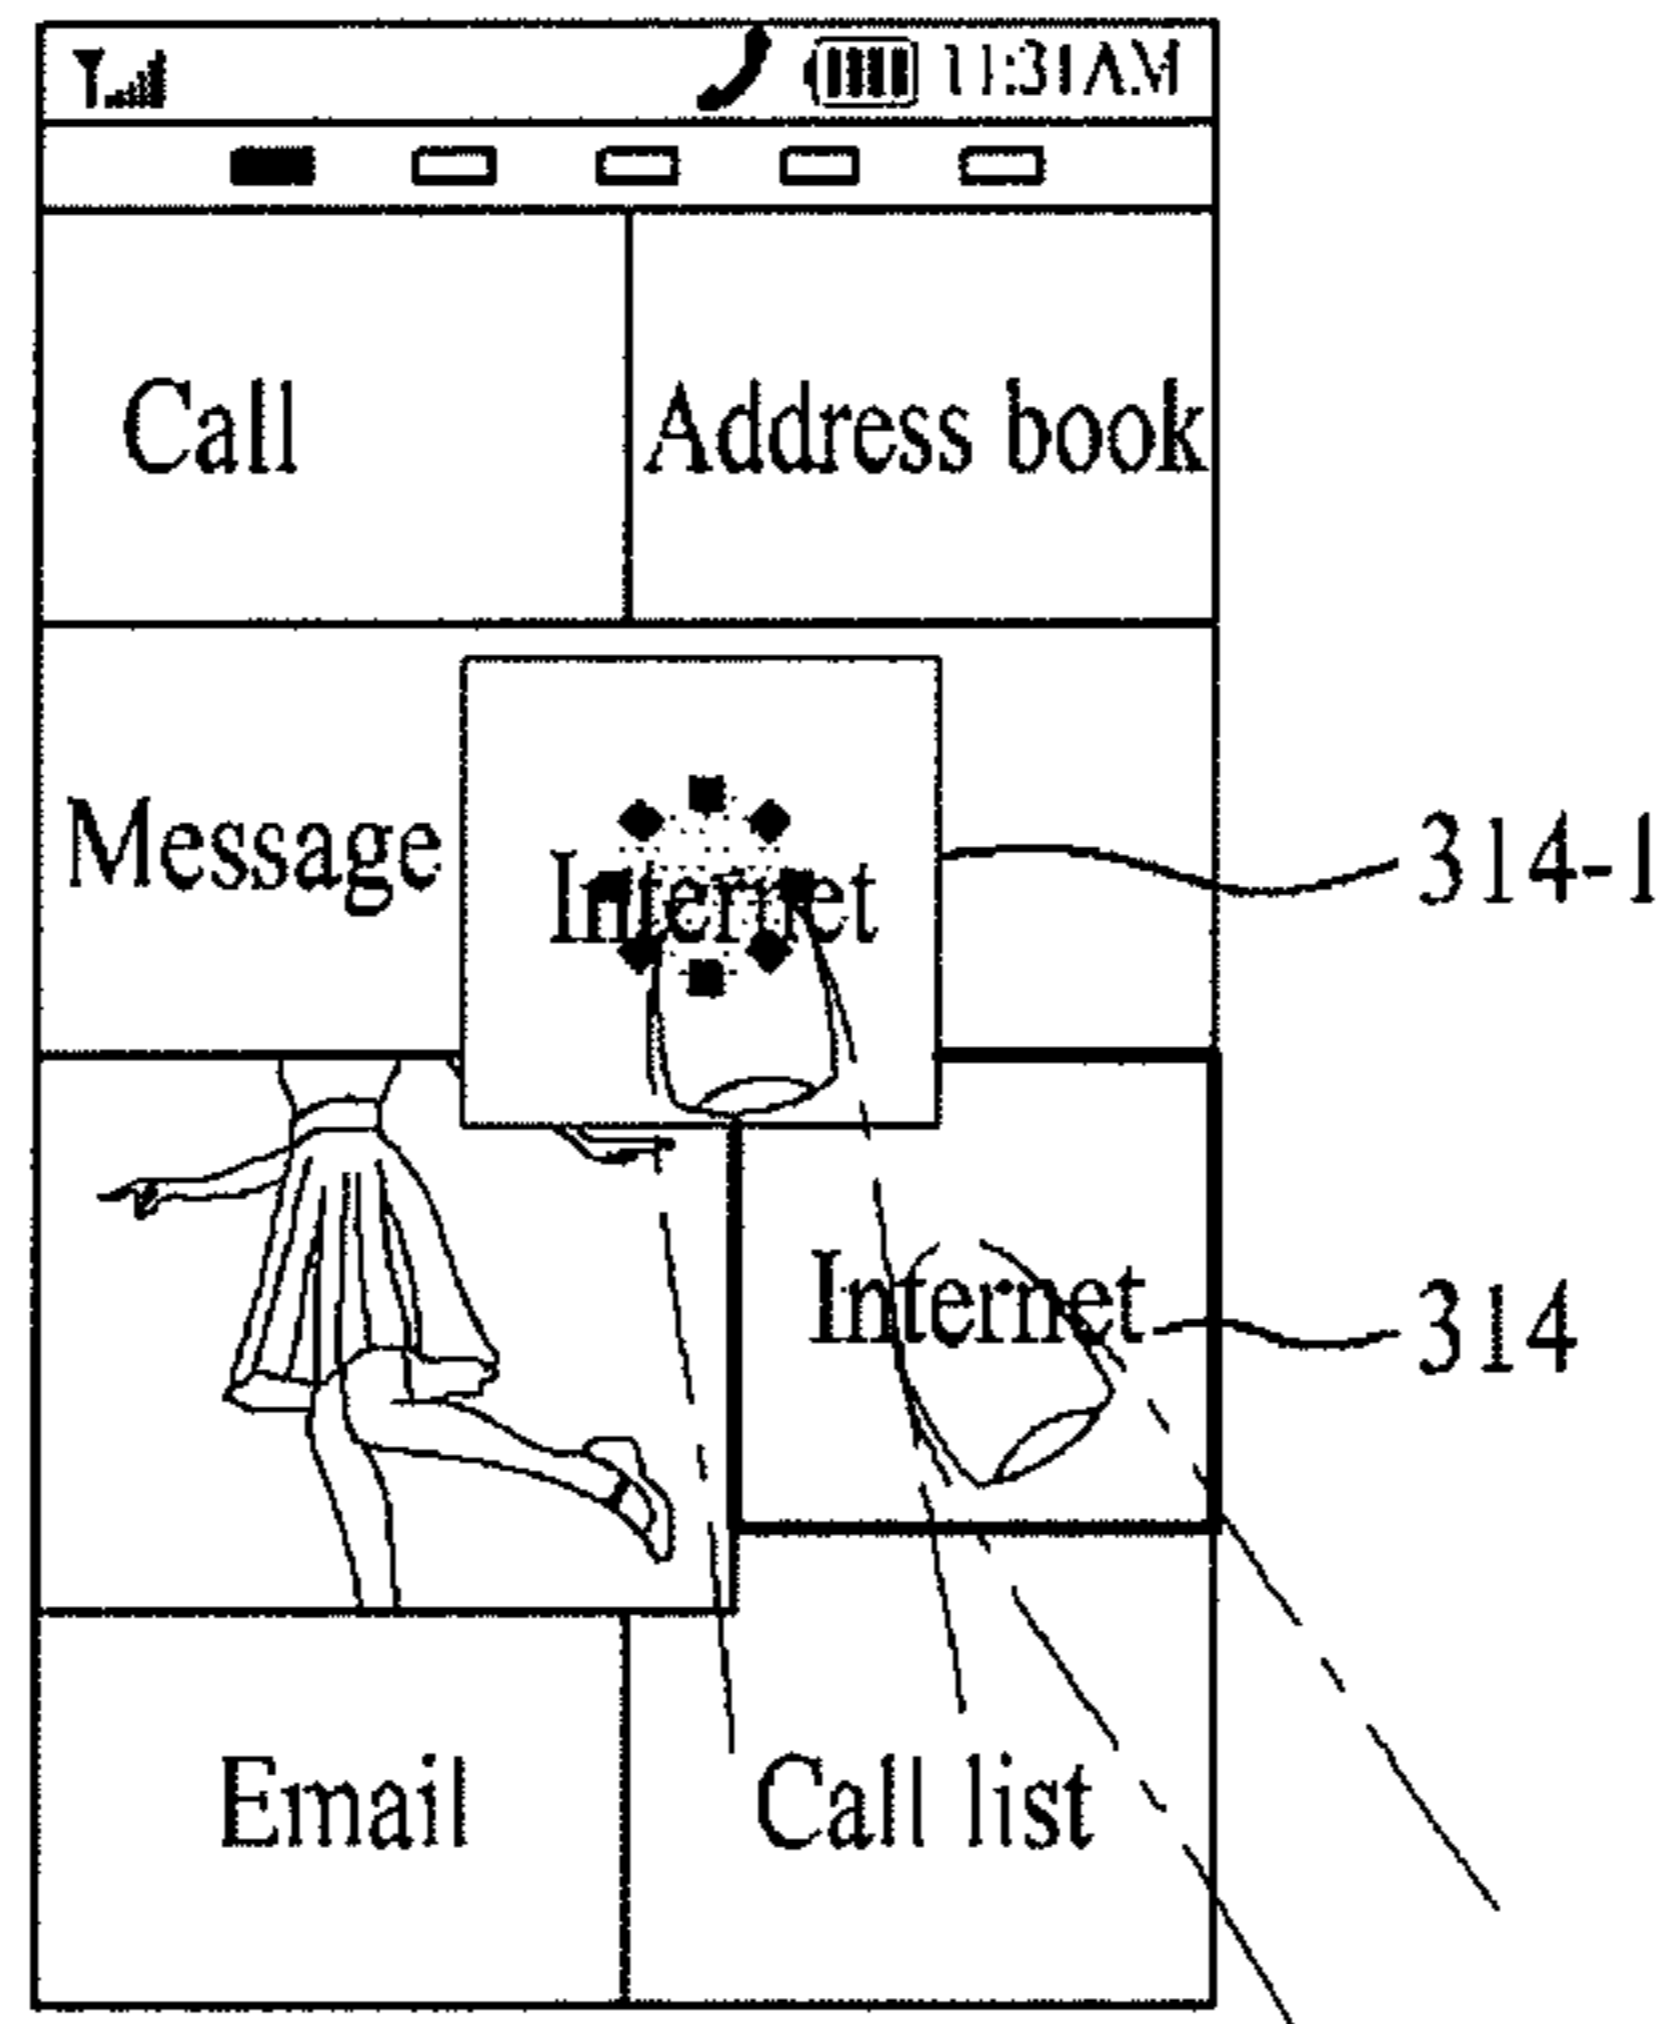 11:31AM
Call
Address book
Message
Internet
314-1
Internet
314
Email
Call list